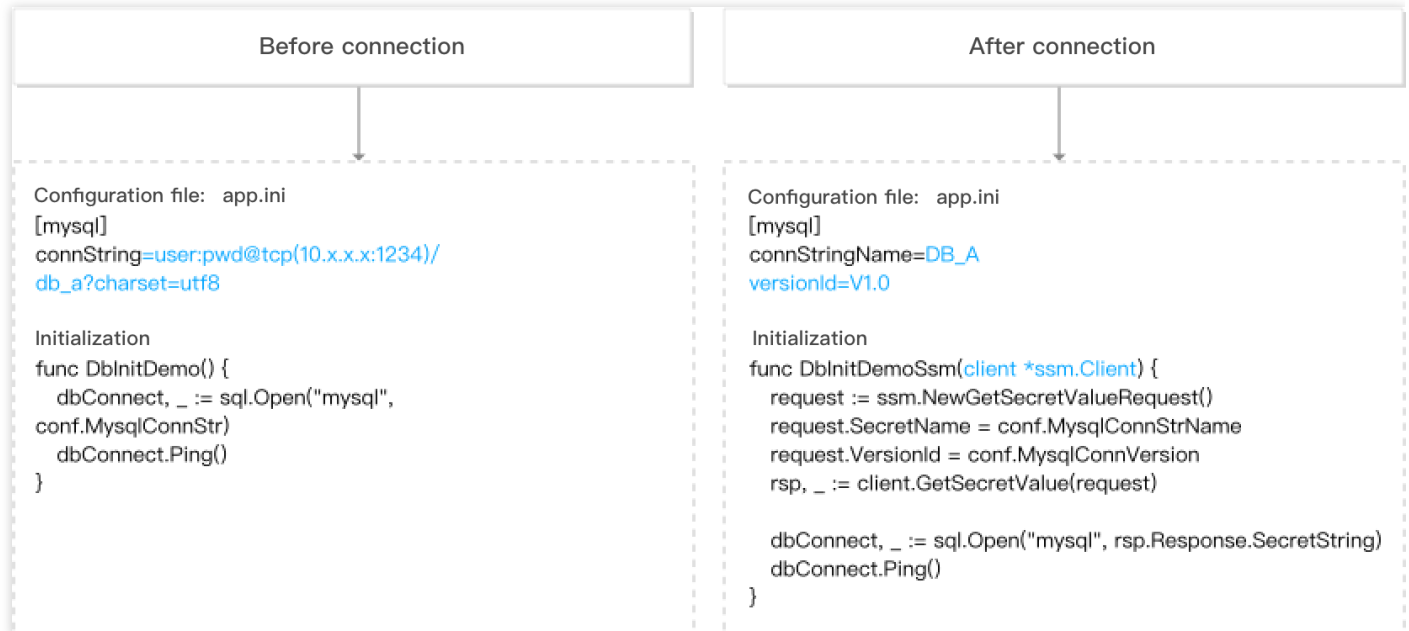 Before connection
Configuration file: app.ini
[mysql]
connString=user:pwd@tcp(10.x.x.x:1234)/
db_a?charset=utf8
Initialization
func DbInitDemo() {
dbConnect, _ := sql.Open("mysql",
conf.MysqlConnStr)
dbConnect.Ping()
}
After connection
Configuration file: app.ini
[mysql]
connStringName=DB_A
versionId=V1.0
Initialization
func DbInitDemoSsm(client *ssm.Client) {
request := ssm.NewGetSecretValueRequest()
request.SecretName = conf.MysqlConnStrName
request.VersionId = conf.MysqlConnVersion
rsp, _ := client.GetSecretValue(request)
dbConnect, _ := sql.Open("mysql", rsp.Response.SecretString)
dbConnect.Ping()
}